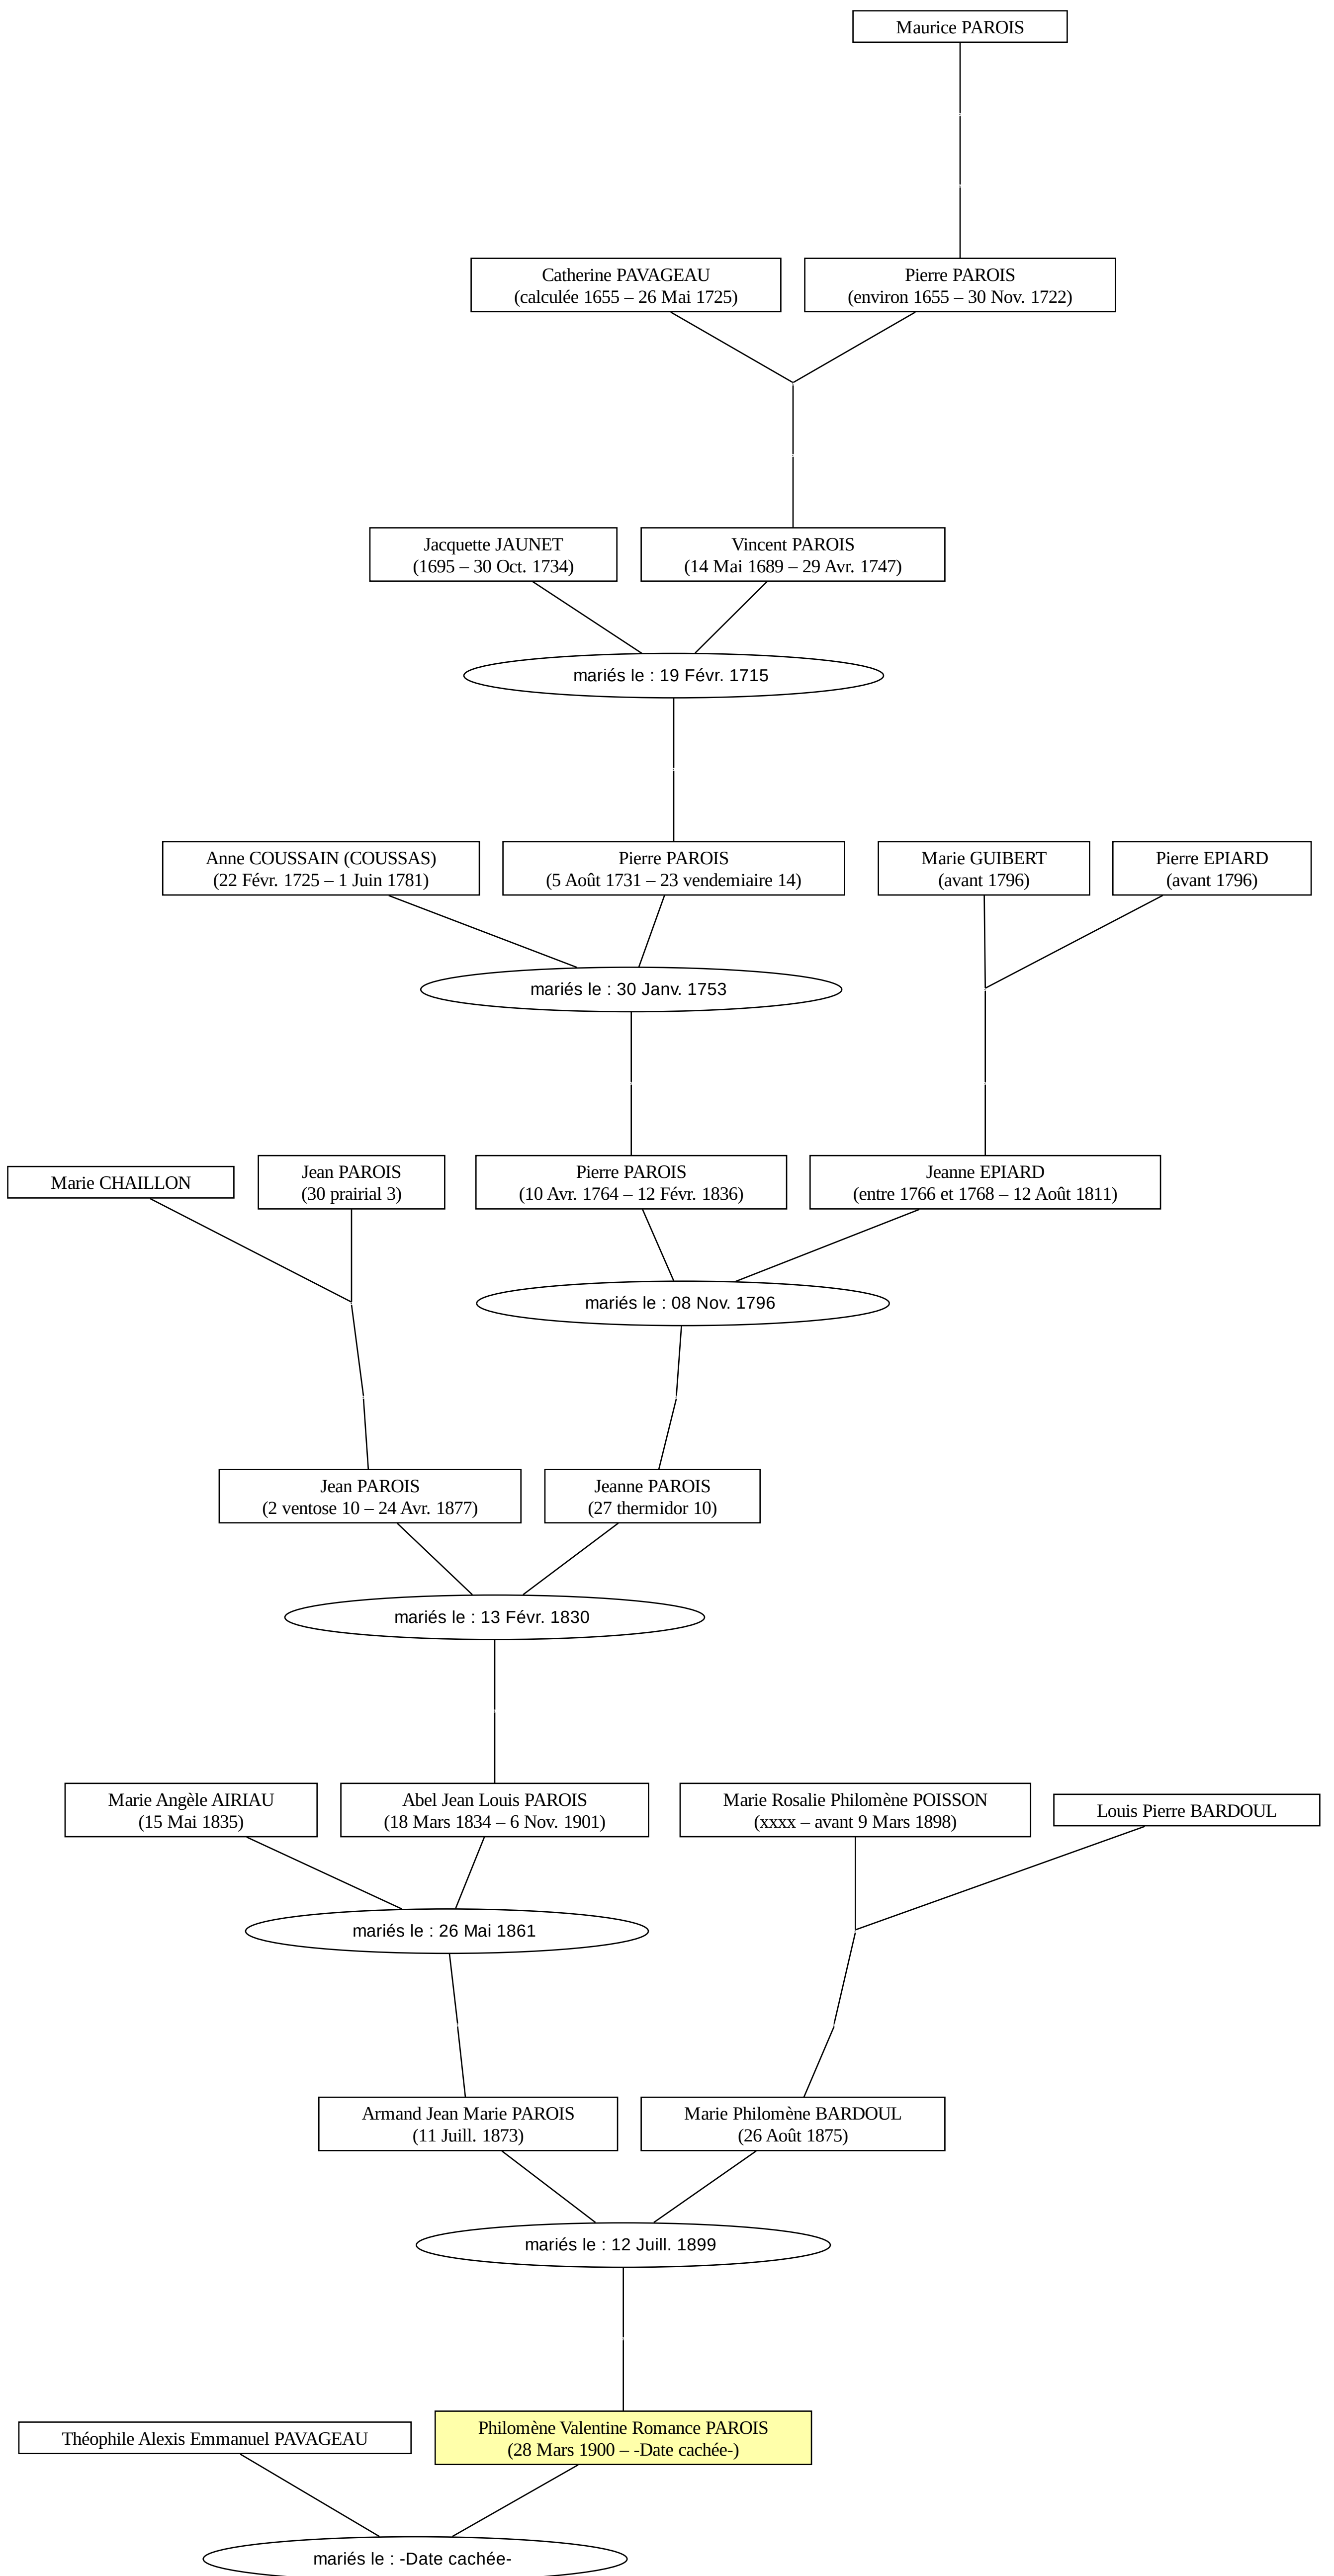 Maurice PAROIS
Catherine PAVAGEAU
(calculée 1655 – 26 Mai 1725)
Pierre PAROIS
(environ 1655 – 30 Nov. 1722)
Jacquette JAUNET
(1695 – 30 Oct. 1734)
Vincent PAROIS
(14 Mai 1689 – 29 Avr. 1747)
mariés le : 19 Févr. 1715
Anne COUSSAIN (COUSSAS)
(22 Févr. 1725 – 1 Juin 1781)
Pierre PAROIS
(5 Août 1731 – 23 vendemiaire 14)
Marie GUIBERT
(avant 1796)
Pierre EPIARD
(avant 1796)
mariés le : 30 Janv. 1753
Marie CHAILLON
Jean PAROIS
(30 prairial 3)
Pierre PAROIS
(10 Avr. 1764 – 12 Févr. 1836)
Jeanne EPIARD
(entre 1766 et 1768 – 12 Août 1811)
mariés le : 08 Nov. 1796
Jean PAROIS
(2 ventose 10 – 24 Avr. 1877)
Jeanne PAROIS
(27 thermidor 10)
mariés le : 13 Févr. 1830
Marie Angèle AIRIAU
(15 Mai 1835)
Abel Jean Louis PAROIS
(18 Mars 1834 – 6 Nov. 1901)
Marie Rosalie Philomène POISSON
(xxxx – avant 9 Mars 1898)
Louis Pierre BARDOUL
mariés le : 26 Mai 1861
Armand Jean Marie PAROIS
(11 Juill. 1873)
Marie Philomène BARDOUL
(26 Août 1875)
mariés le : 12 Juill. 1899
Théophile Alexis Emmanuel PAVAGEAU
Philomène Valentine Romance PAROIS
(28 Mars 1900 – -Date cachée-)
mariés le : -Date cachée-